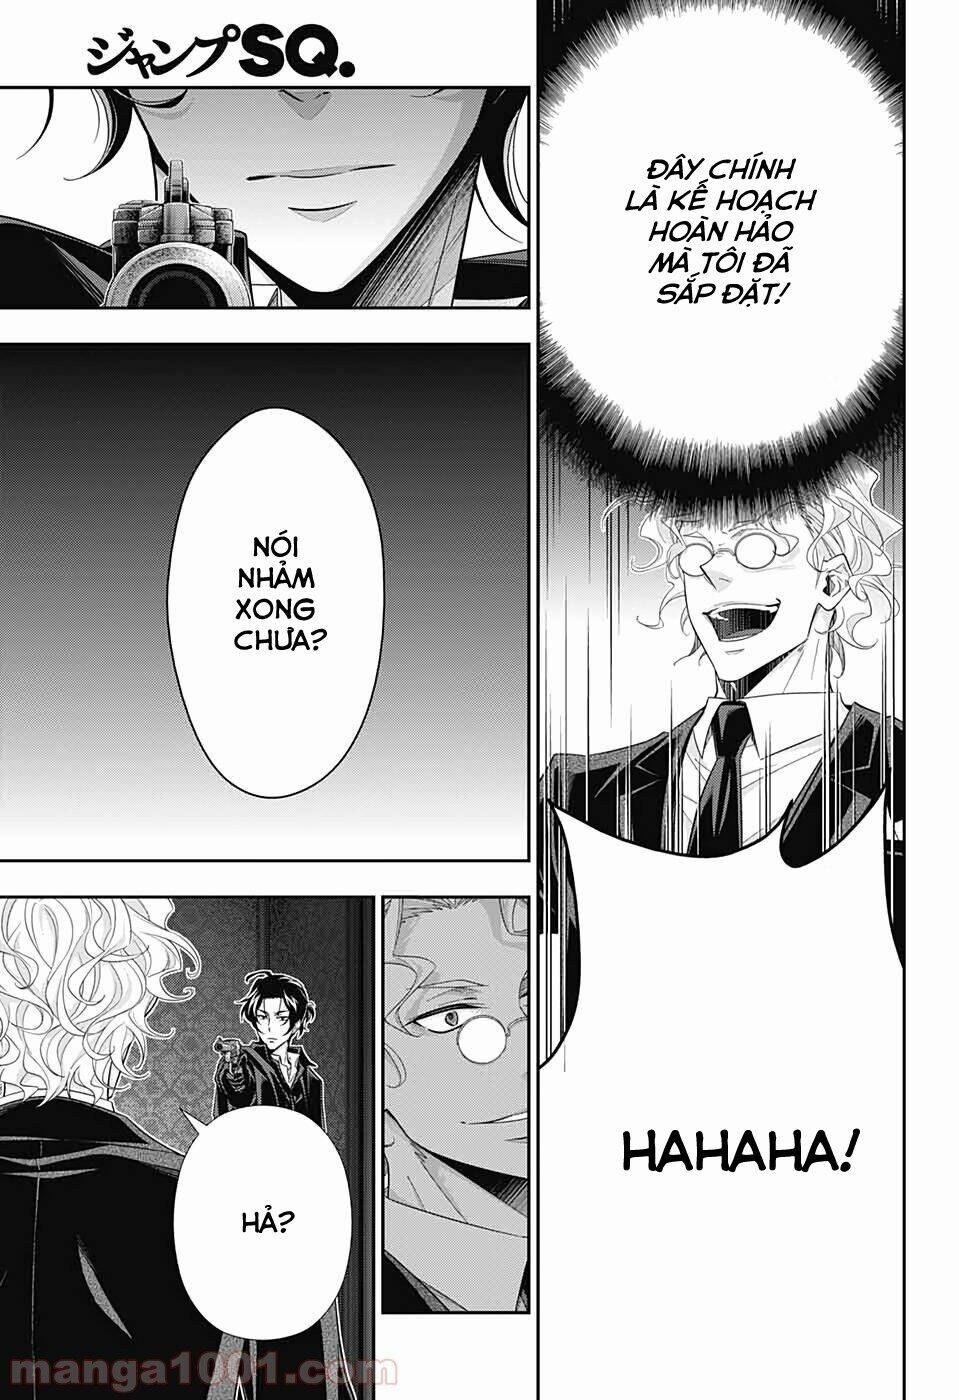 ジャンプSQ.
ĐÂY CHÍNH
LÀ KẾ HOẠCH
HOÀN HẢO
MÀ TÔI ĐÃ
SẮP ĐẶT!
HAHAHA!
NÓI
NHẢM
XONG
CHƯA?
HẢ?
manga1001.com